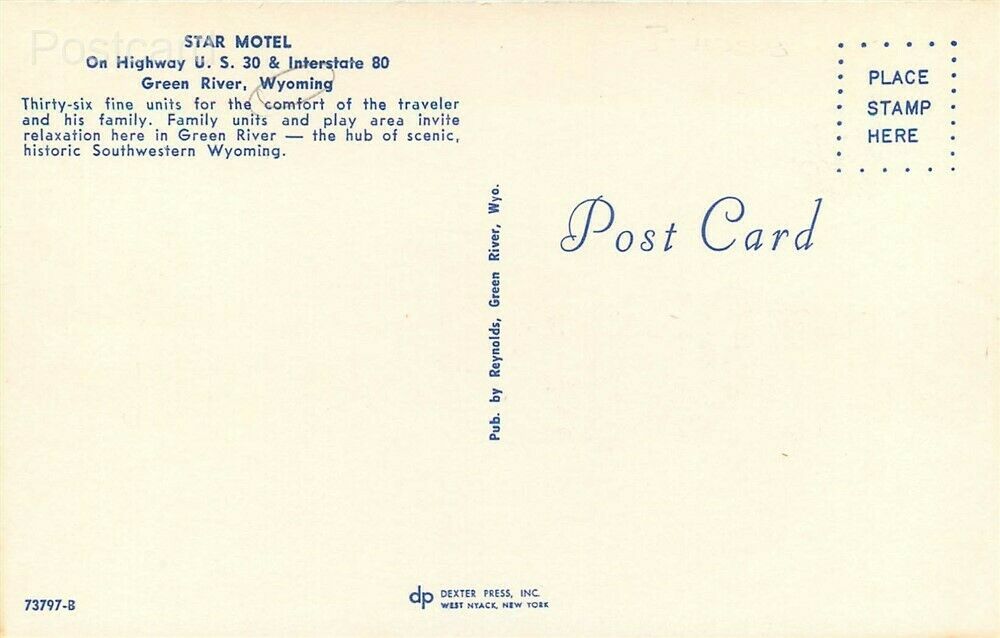 Postcard
STAR MOTEL
On Highway U. S. 30 & Interstate 80
Green River, Wyoming
Thirty-six fine units for the comfort of the traveler
and his family. Family units and play area invite
relaxation here in Green River — the hub of scenic,
historic Southwestern Wyoming.
PLACE
STAMP
HERE
Post Card
Pub. by Reynolds, Green River, Wyo.
73797-B
dp DEXTER PRESS, INC.
WEST NYACK, NEW YORK